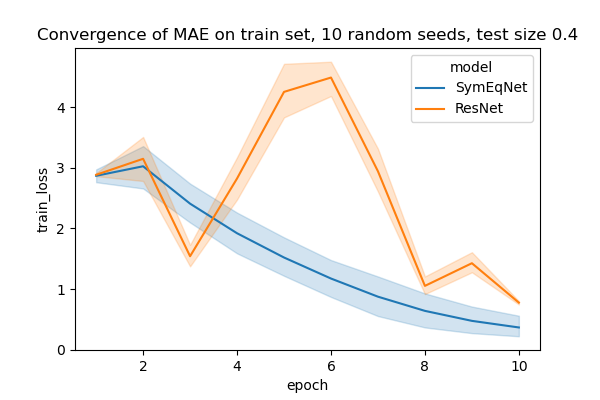 Convergence of MAE on train set, 10 random seeds, test size 0.4
model
SymEqNet
ResNet
train_loss
4
3
2
1
0
2 4 6 8 10
epoch